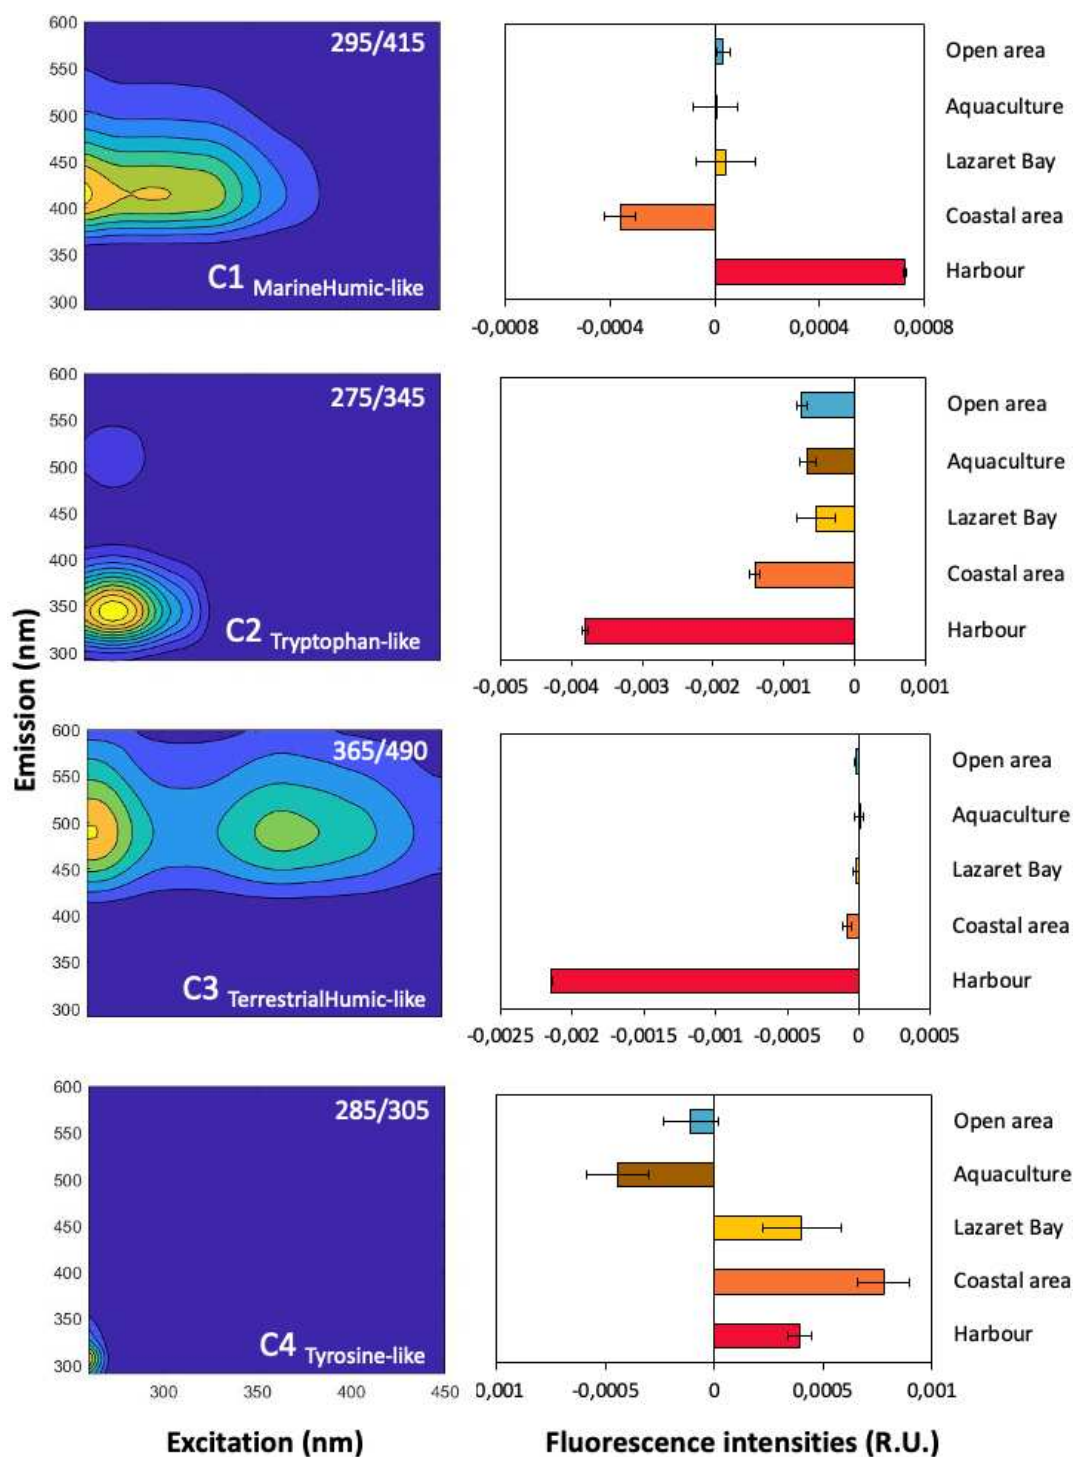 600
550
500
450
400
350
300
295/415
C1 MarineHumic-like
Open area
Aquaculture
Lazaret Bay
Coastal area
Harbour
-0,0008 -0,0004 0 0,0004 0,0008
600
550
500
450
400
350
300
275/345
C2 Tryptophan-like
Open area
Aquaculture
Lazaret Bay
Coastal area
Harbour
-0,005 -0,004 -0,003 -0,002 -0,001 0 0,001
Emission (nm)
600
550
500
450
400
350
300
365/490
C3 TerrestrialHumic-like
Open area
Aquaculture
Lazaret Bay
Coastal area
Harbour
-0,0025 -0,002 -0,0015 -0,001 -0,0005 0 0,0005
600
550
500
450
400
350
300
285/305
C4 Tyrosine-like
300 350 400 450
Open area
Aquaculture
Lazaret Bay
Coastal area
Harbour
0,001 -0,0005 0 0,0005 0,001
Excitation (nm)
Fluorescence intensities (R.U.)